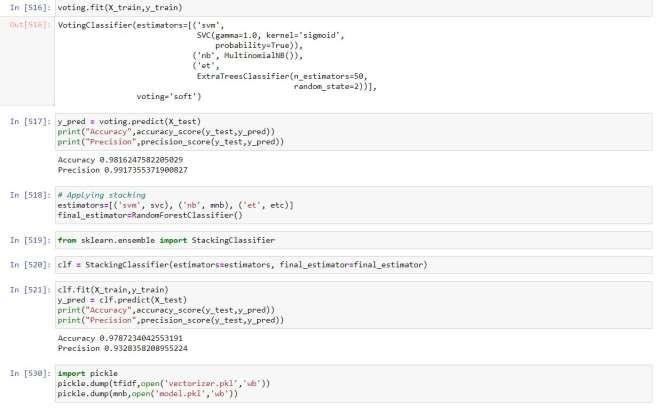 In [516]: voting.fit(X_train,y_train)
Out[516]: VotingClassifier(estimators=[('svm',
SVC(gamma=1.0, kernel='sigmoid',
probability=True)),
('nb', MultinomialNB()),
('et',
ExtraTreesClassifier(n_estimators=50,
random_state=2))],
voting='soft')
In [517]: y_pred = voting.predict(X_test)
print("Accuracy",accuracy_score(y_test,y_pred))
print("Precision",precision_score(y_test,y_pred))
Accuracy 0.9816247582205029
Precision 0.9917355371900827
In [518]: # Applying stacking
estimators=[('svm', svc), ('nb', mnb), ('et', etc)]
final_estimator=RandomForestClassifier()
In [519]: from sklearn.ensemble import StackingClassifier
In [520]: clf = StackingClassifier(estimators=estimators, final_estimator=final_estimator)
In [521]: clf.fit(X_train,y_train)
y_pred = clf.predict(X_test)
print("Accuracy",accuracy_score(y_test,y_pred))
print("Precision",precision_score(y_test,y_pred))
Accuracy 0.9787234042553191
Precision 0.9328358208955224
In [530]: import pickle
pickle.dump(tfidf,open('vectorizer.pkl','wb'))
pickle.dump(mnb,open('model.pkl','wb'))